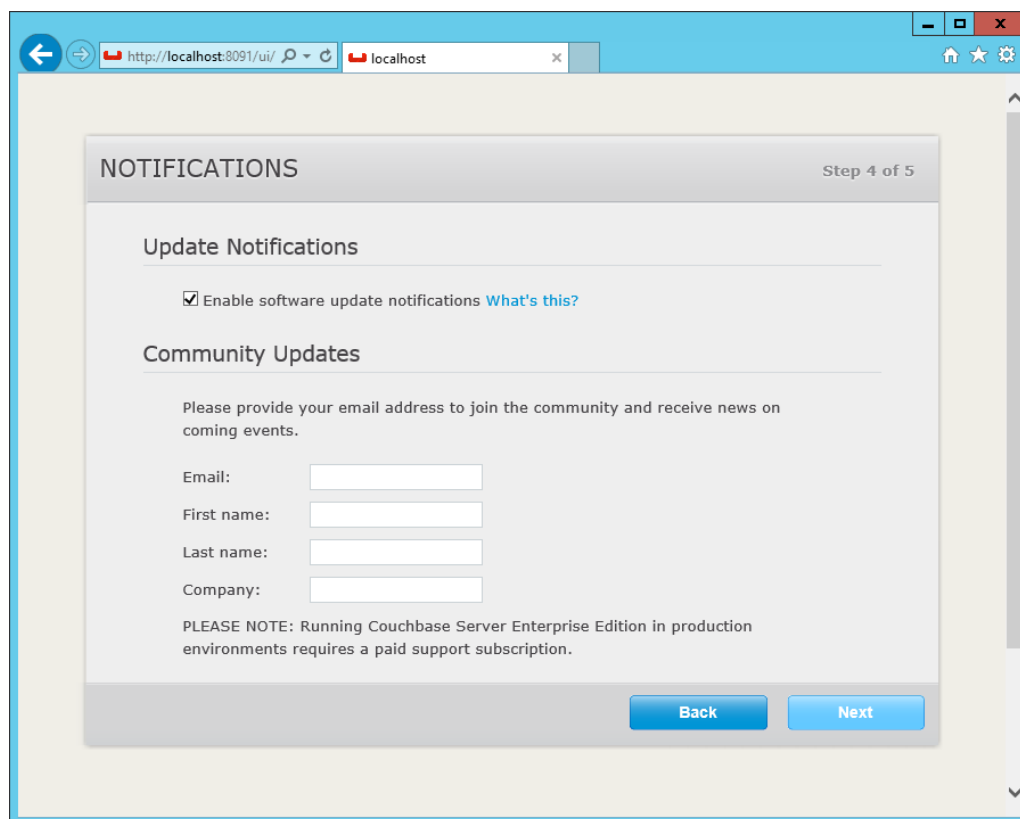 http://localhost:8091/ui/
localhost
NOTIFICATIONS
Step 4 of 5
Update Notifications
Enable software update notifications What's this?
Community Updates
Please provide your email address to join the community and receive news on
coming events.
Email:
First name:
Last name:
Company:
PLEASE NOTE: Running Couchbase Server Enterprise Edition in production
environments requires a paid support subscription.
Back
Next